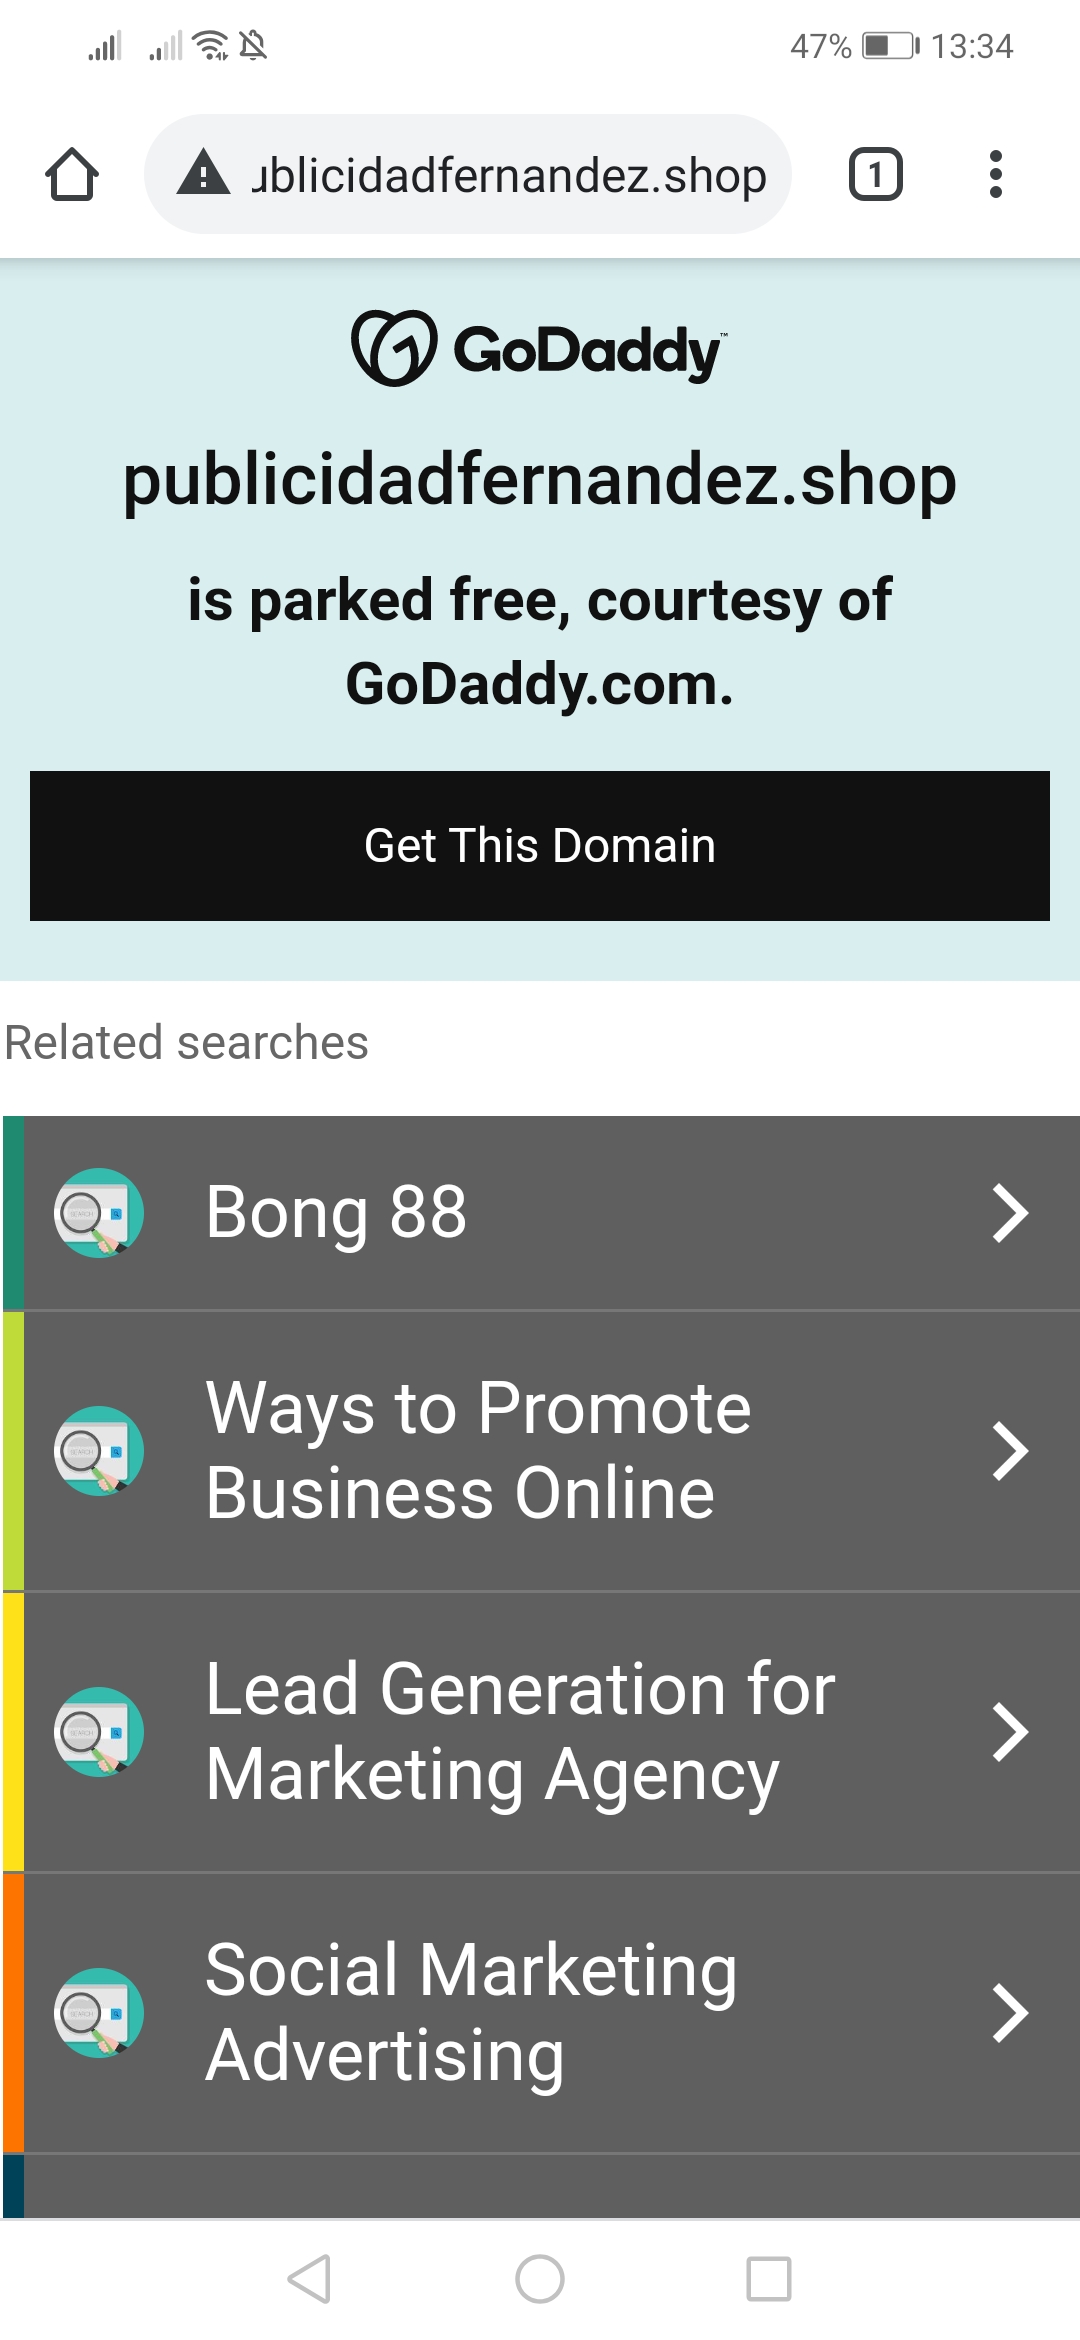 47% 13:34
ublicidadfernandez.shop
1
GoDaddy™
publicidadfernandez.shop
is parked free, courtesy of
GoDaddy.com.
Get This Domain
Related searches
Bong 88
Ways to Promote
Business Online
Lead Generation for
Marketing Agency
Social Marketing
Advertising